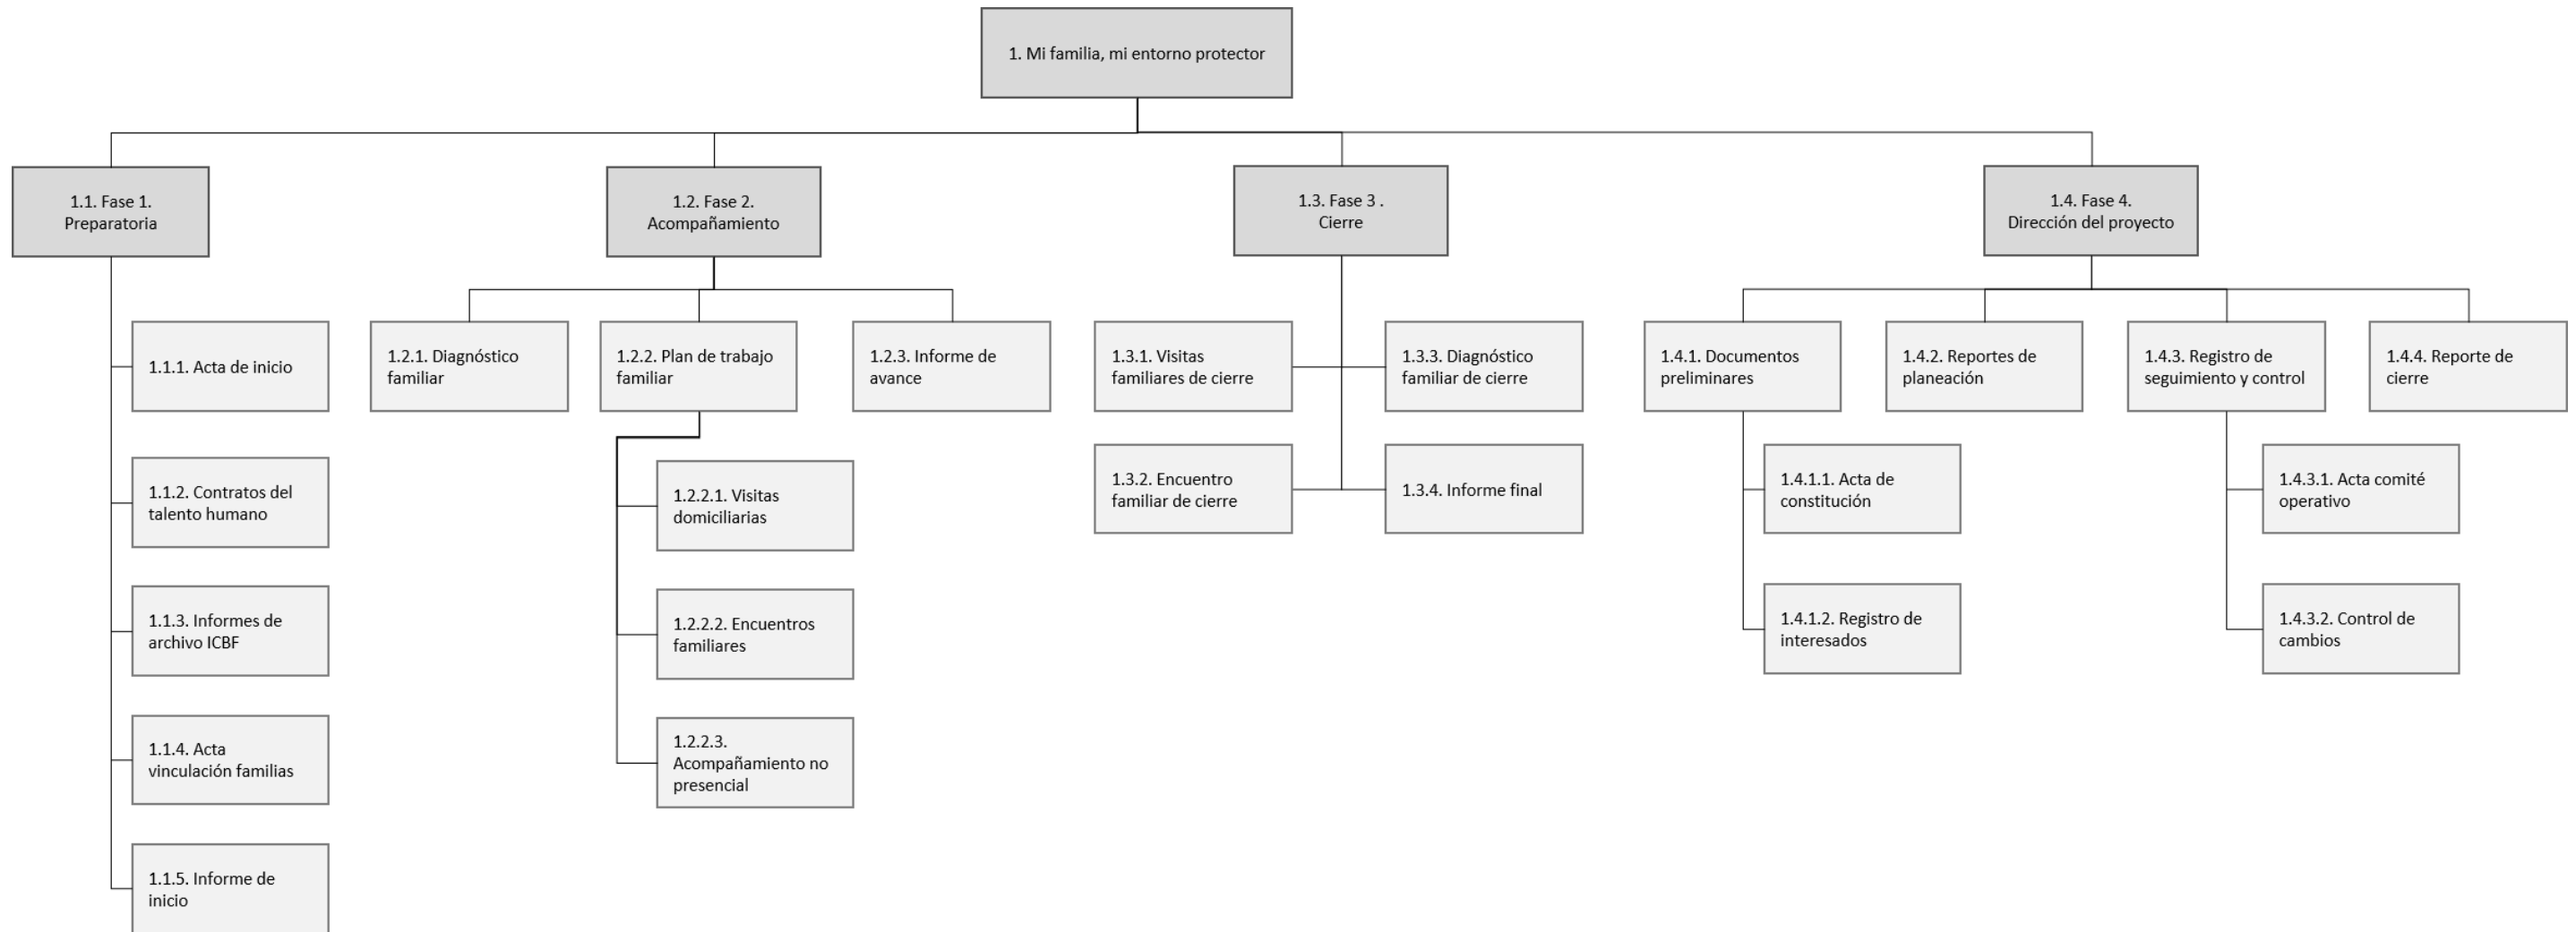 1. Mi familia, mi entorno protector
1.1. Fase 1.
Preparatoria
1.1.1. Acta de inicio
1.1.2. Contratos del
talento humano
1.1.3. Informes de
archivo ICBF
1.1.4. Acta
vinculación familias
1.1.5. Informe de
inicio
1.2. Fase 2.
Acompañamiento
1.2.1. Diagnóstico
familiar
1.2.2. Plan de trabajo
familiar
1.2.2.1. Visitas
domiciliarias
1.2.2.2. Encuentros
familiares
1.2.2.3.
Acompañamiento no
presencial
1.2.3. Informe de
avance
1.3. Fase 3 .
Cierre
1.3.1. Visitas
familiares de cierre
1.3.2. Encuentro
familiar de cierre
1.3.3. Diagnóstico
familiar de cierre
1.3.4. Informe final
1.4. Fase 4.
Dirección del proyecto
1.4.1. Documentos
preliminares
1.4.1.1. Acta de
constitución
1.4.1.2. Registro de
interesados
1.4.2. Reportes de
planeación
1.4.3. Registro de
seguimiento y control
1.4.3.1. Acta comité
operativo
1.4.3.2. Control de
cambios
1.4.4. Reporte de
cierre